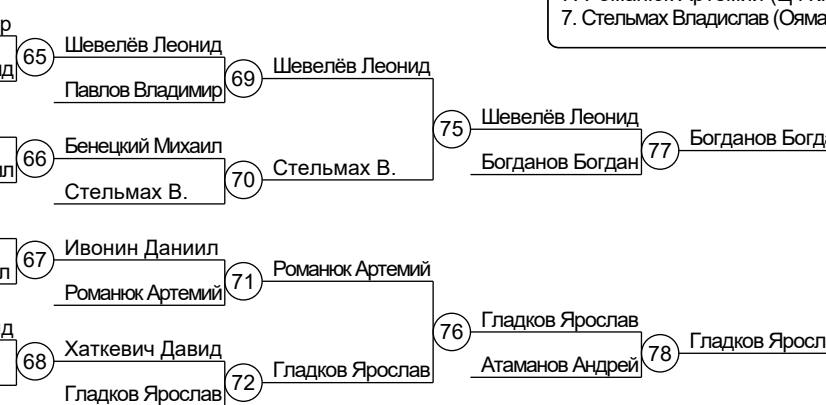 7. Стельмах Владислав (Ояма
65
Шевелёв Леонид
Павлов Владимир
69
Шевелёв Леонид
75
Шевелёв Леонид
Богданов Богдан
77
66
Бенецкий Михаил
Стельмах В.
70
Стельмах В.
67
Ивонин Даниил
Романюк Артемий
71
Романюк Артемий
76
Гладков Ярослав
Атаманов Андрей
78
68
Хаткевич Давид
Гладков Ярослав
72
Гладков Ярослав